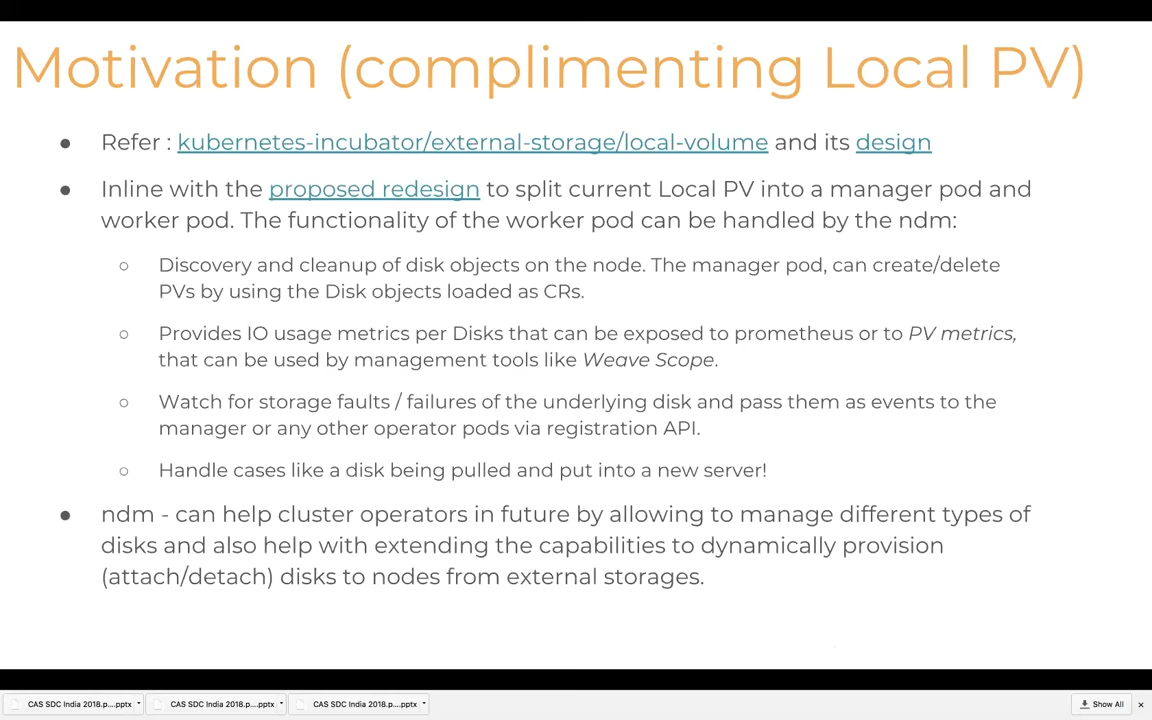 Motivation (complimenting Local PV)
● Refer : kubernetes-incubator/external-storage/local-volume and its design
● Inline with the proposed redesign to split current Local PV into a manager pod and
worker pod. The functionality of the worker pod can be handled by the ndm:
○ Discovery and cleanup of disk objects on the node. The manager pod, can create/delete
PVs by using the Disk objects loaded as CRs.
○ Provides IO usage metrics per Disks that can be exposed to prometheus or to PV metrics,
that can be used by management tools like Weave Scope.
○ Watch for storage faults / failures of the underlying disk and pass them as events to the
manager or any other operator pods via registration API.
○ Handle cases like a disk being pulled and put into a new server!
● ndm - can help cluster operators in future by allowing to manage different types of
disks and also help with extending the capabilities to dynamically provision
(attach/detach) disks to nodes from external storages.
CAS SDC India 2018.p....pptx CAS SDC India 2018.p....pptx CAS SDC India 2018.p....pptx Show All